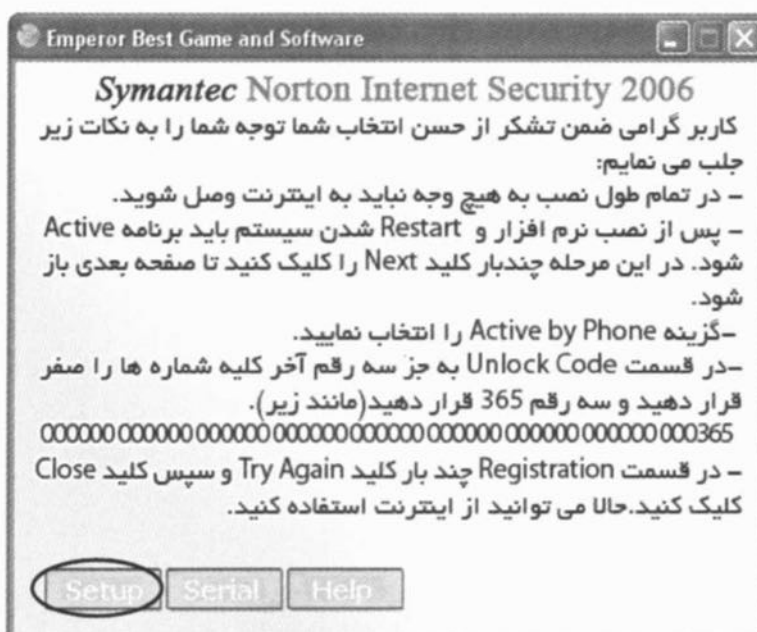 Emperor Best Game and Software
Symantec Norton Internet Security 2006
کاربر گرامی ضمن تشکر از حسن انتخاب شما توجه شما را به نکات زیر
جلب می نمایم:
- در تمام طول نصب به هیچ وجه نباید به اینترنت وصل شوید.
- پس از نصب نرم افزار و Restart شدن سیستم باید برنامه Active
شود. در این مرحله چندبار کلید Next را کلیک کنید تا صفحه بعدی باز
شود.
-گزینه Active by Phone را انتخاب نمایید.
-در قسمت Unlock Code به جز سه رقم آخر کلیه شماره ها را صفر
قرار دهید و سه رقم 365 قرار دهید(مانند زیر).
000000 000000 000000 000000 000000 000000 000000 000000 000365
- در قسمت Registration چند بار کلید Try Again و سپس کلید Close
کلیک کنید.حالا می توانید از اینترنت استفاده کنید.
Setup Serial Help